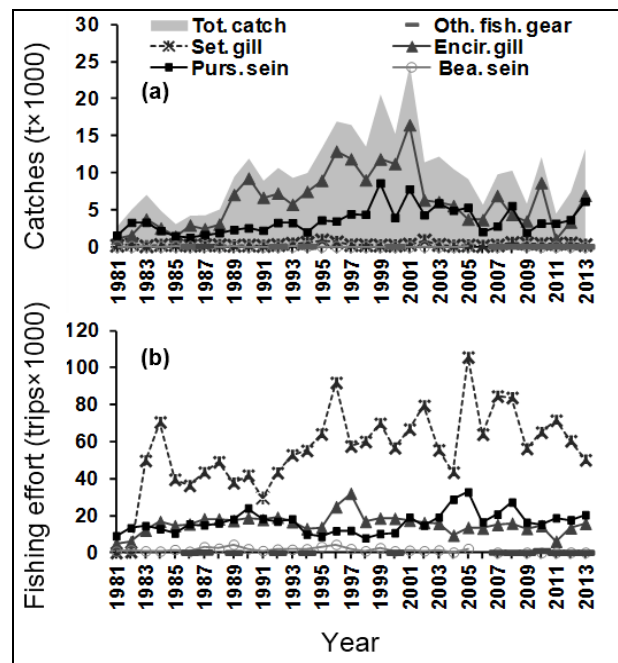 30
Tot. catch
Oth. fish. gear
Set. gill
Encir. gill
Purs. sein
Bea. sein
25
20
15
10
5
0
(a)
Catches (t×1000)
1981 1983 1985 1987 1989 1991 1993 1995 1997 1999 2001 2003 2005 2007 2009 2011 2013
120
100
80
60
40
20
0
(b)
Fishing effort (trips×1000)
1981 1983 1985 1987 1989 1991 1993 1995 1997 1999 2001 2003 2005 2007 2009 2011 2013
Year